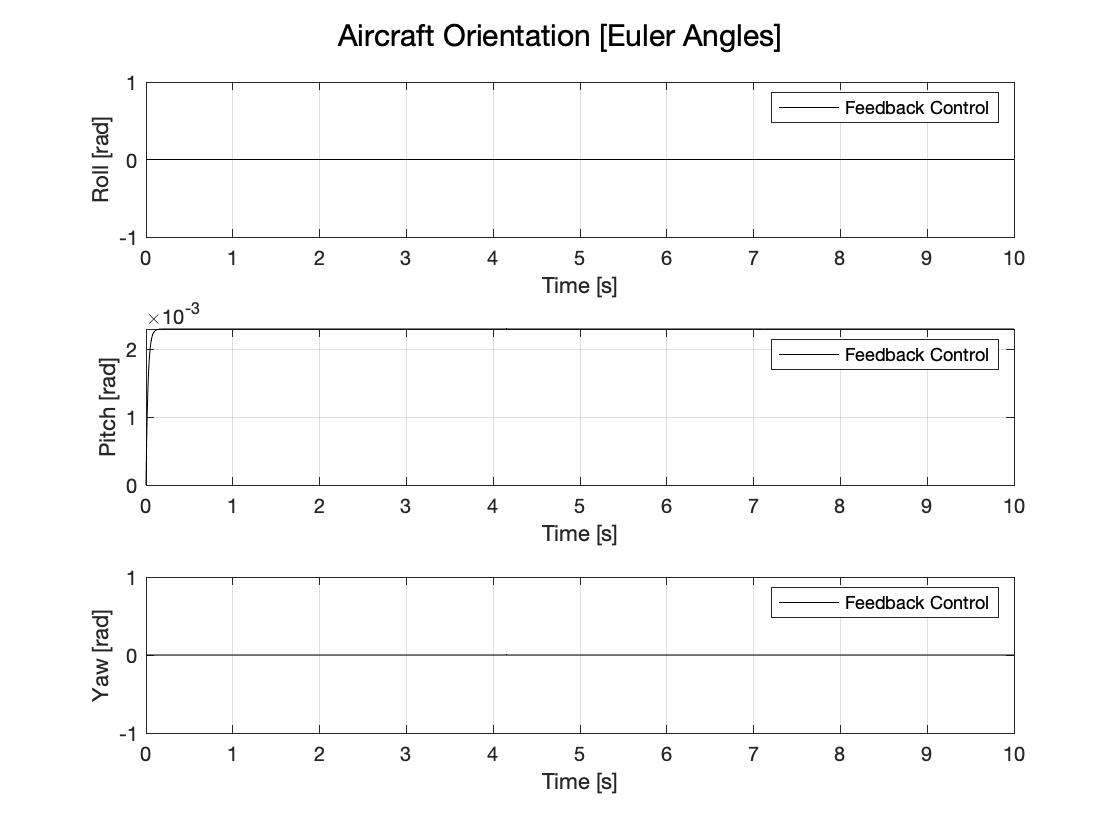 Aircraft Orientation [Euler Angles]
1
Feedback Control
Roll [rad]
0
-1
0 1 2 3 4 5 6 7 8 9 10
Time [s]
×10-3
2
Feedback Control
Pitch [rad]
1
0
0 1 2 3 4 5 6 7 8 9 10
Time [s]
1
Feedback Control
Yaw [rad]
0
-1
0 1 2 3 4 5 6 7 8 9 10
Time [s]